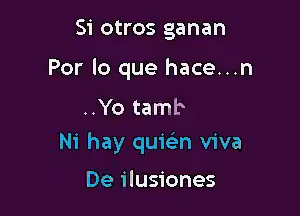 Si otros ganan
Por lo que hace...n
..Yo tamb
Ni hay quién viva
De ilusiones